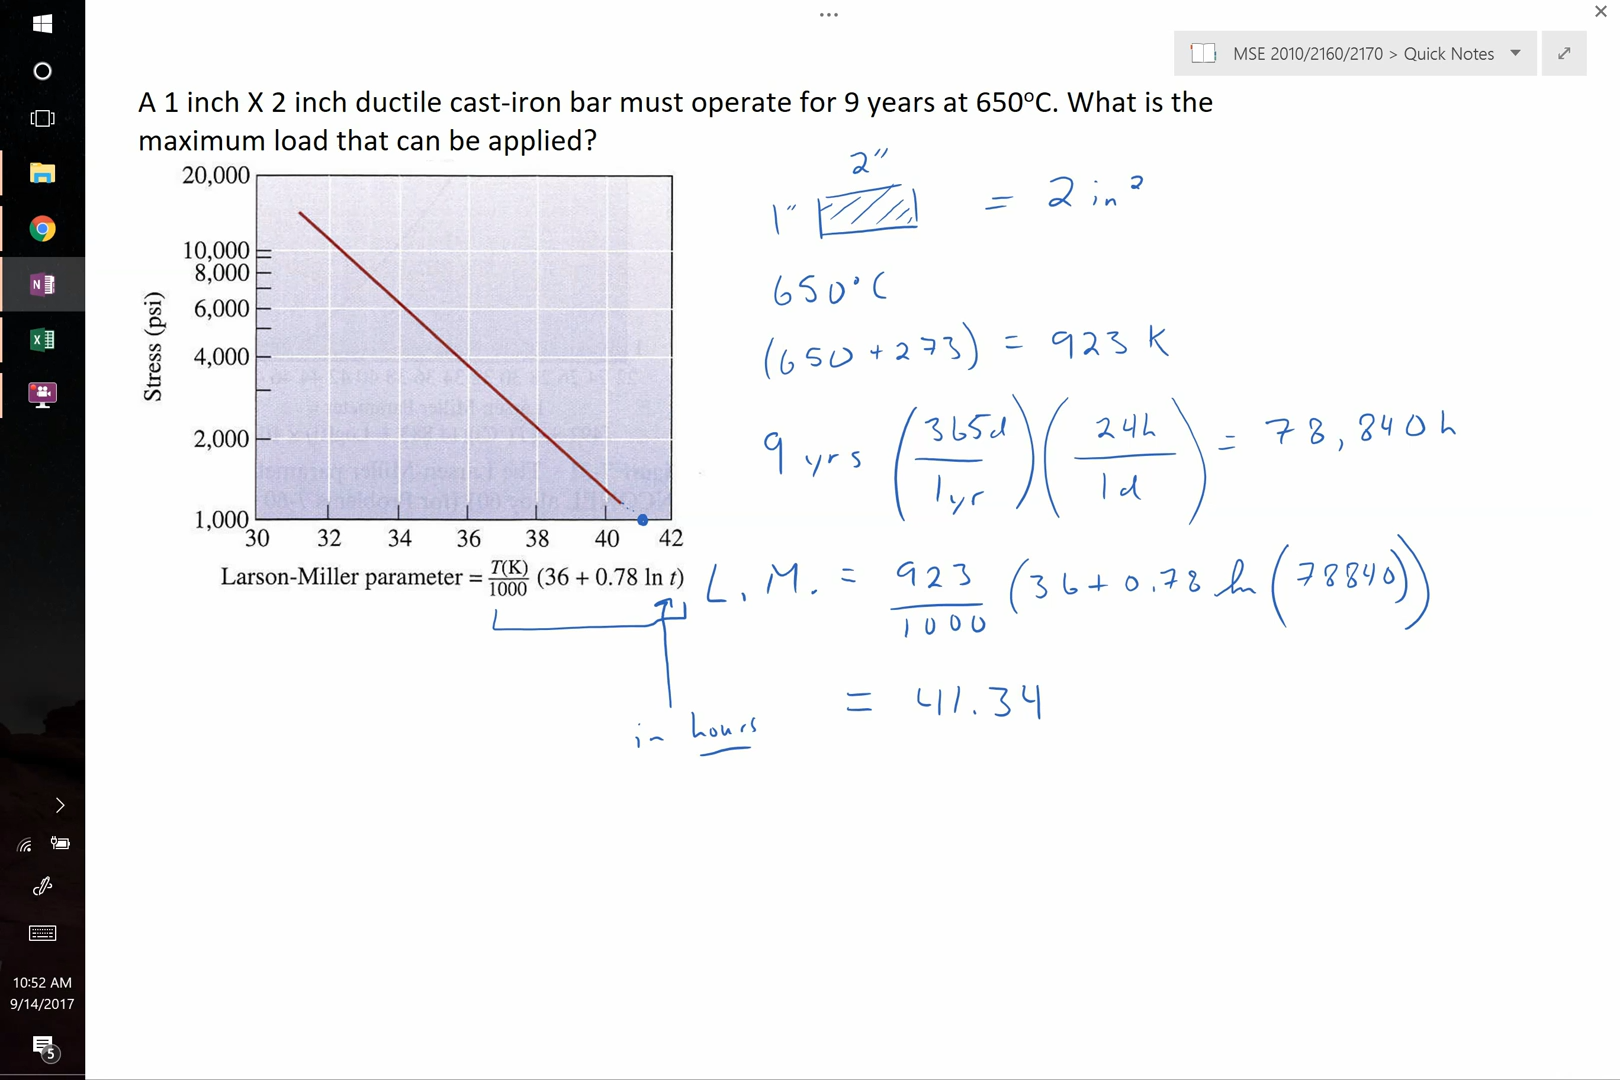 MSE 2010/2160/2170 > Quick Notes
A 1 inch X 2 inch ductile cast-iron bar must operate for 9 years at 650°C. What is the
maximum load that can be applied?
20,000
10,000
8,000
6,000
4,000
2,000
1,000
Stress (psi)
30 32 34 36 38 40 42
Larson-Miller parameter = T(K)/1000 (36 + 0.78 ln t)
in hours
2"
1" = 2 in²
650°C
(650 + 273) = 923 K
9 yrs (365d/1yr) (24h/1d) = 78,840h
L.M. = 923/1000 (36 + 0.78 ln (78840))
= 41.34
10:52 AM
9/14/2017
5